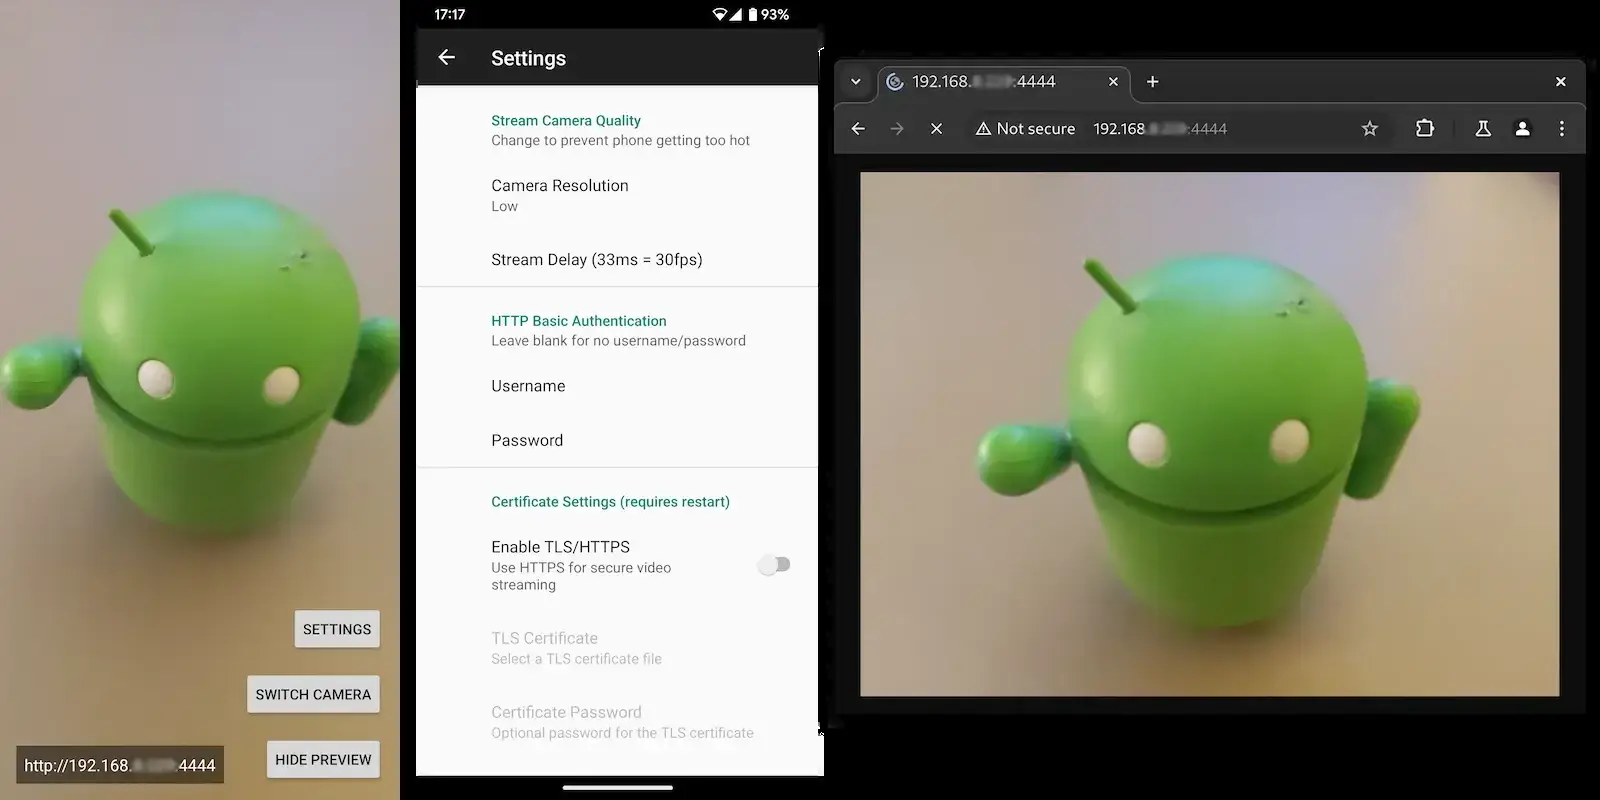 SETTINGS
SWITCH CAMERA
HIDE PREVIEW
http://192.168. :4444
17:17
93%
Settings
Stream Camera Quality
Change to prevent phone getting too hot
Camera Resolution
Low
Stream Delay (33ms = 30fps)
HTTP Basic Authentication
Leave blank for no username/password
Username
Password
Certificate Settings (requires restart)
Enable TLS/HTTPS
Use HTTPS for secure video
streaming
TLS Certificate
Select a TLS certificate file
Certificate Password
Optional password for the TLS certificate
192.168. :4444
Not secure 192.168. :4444